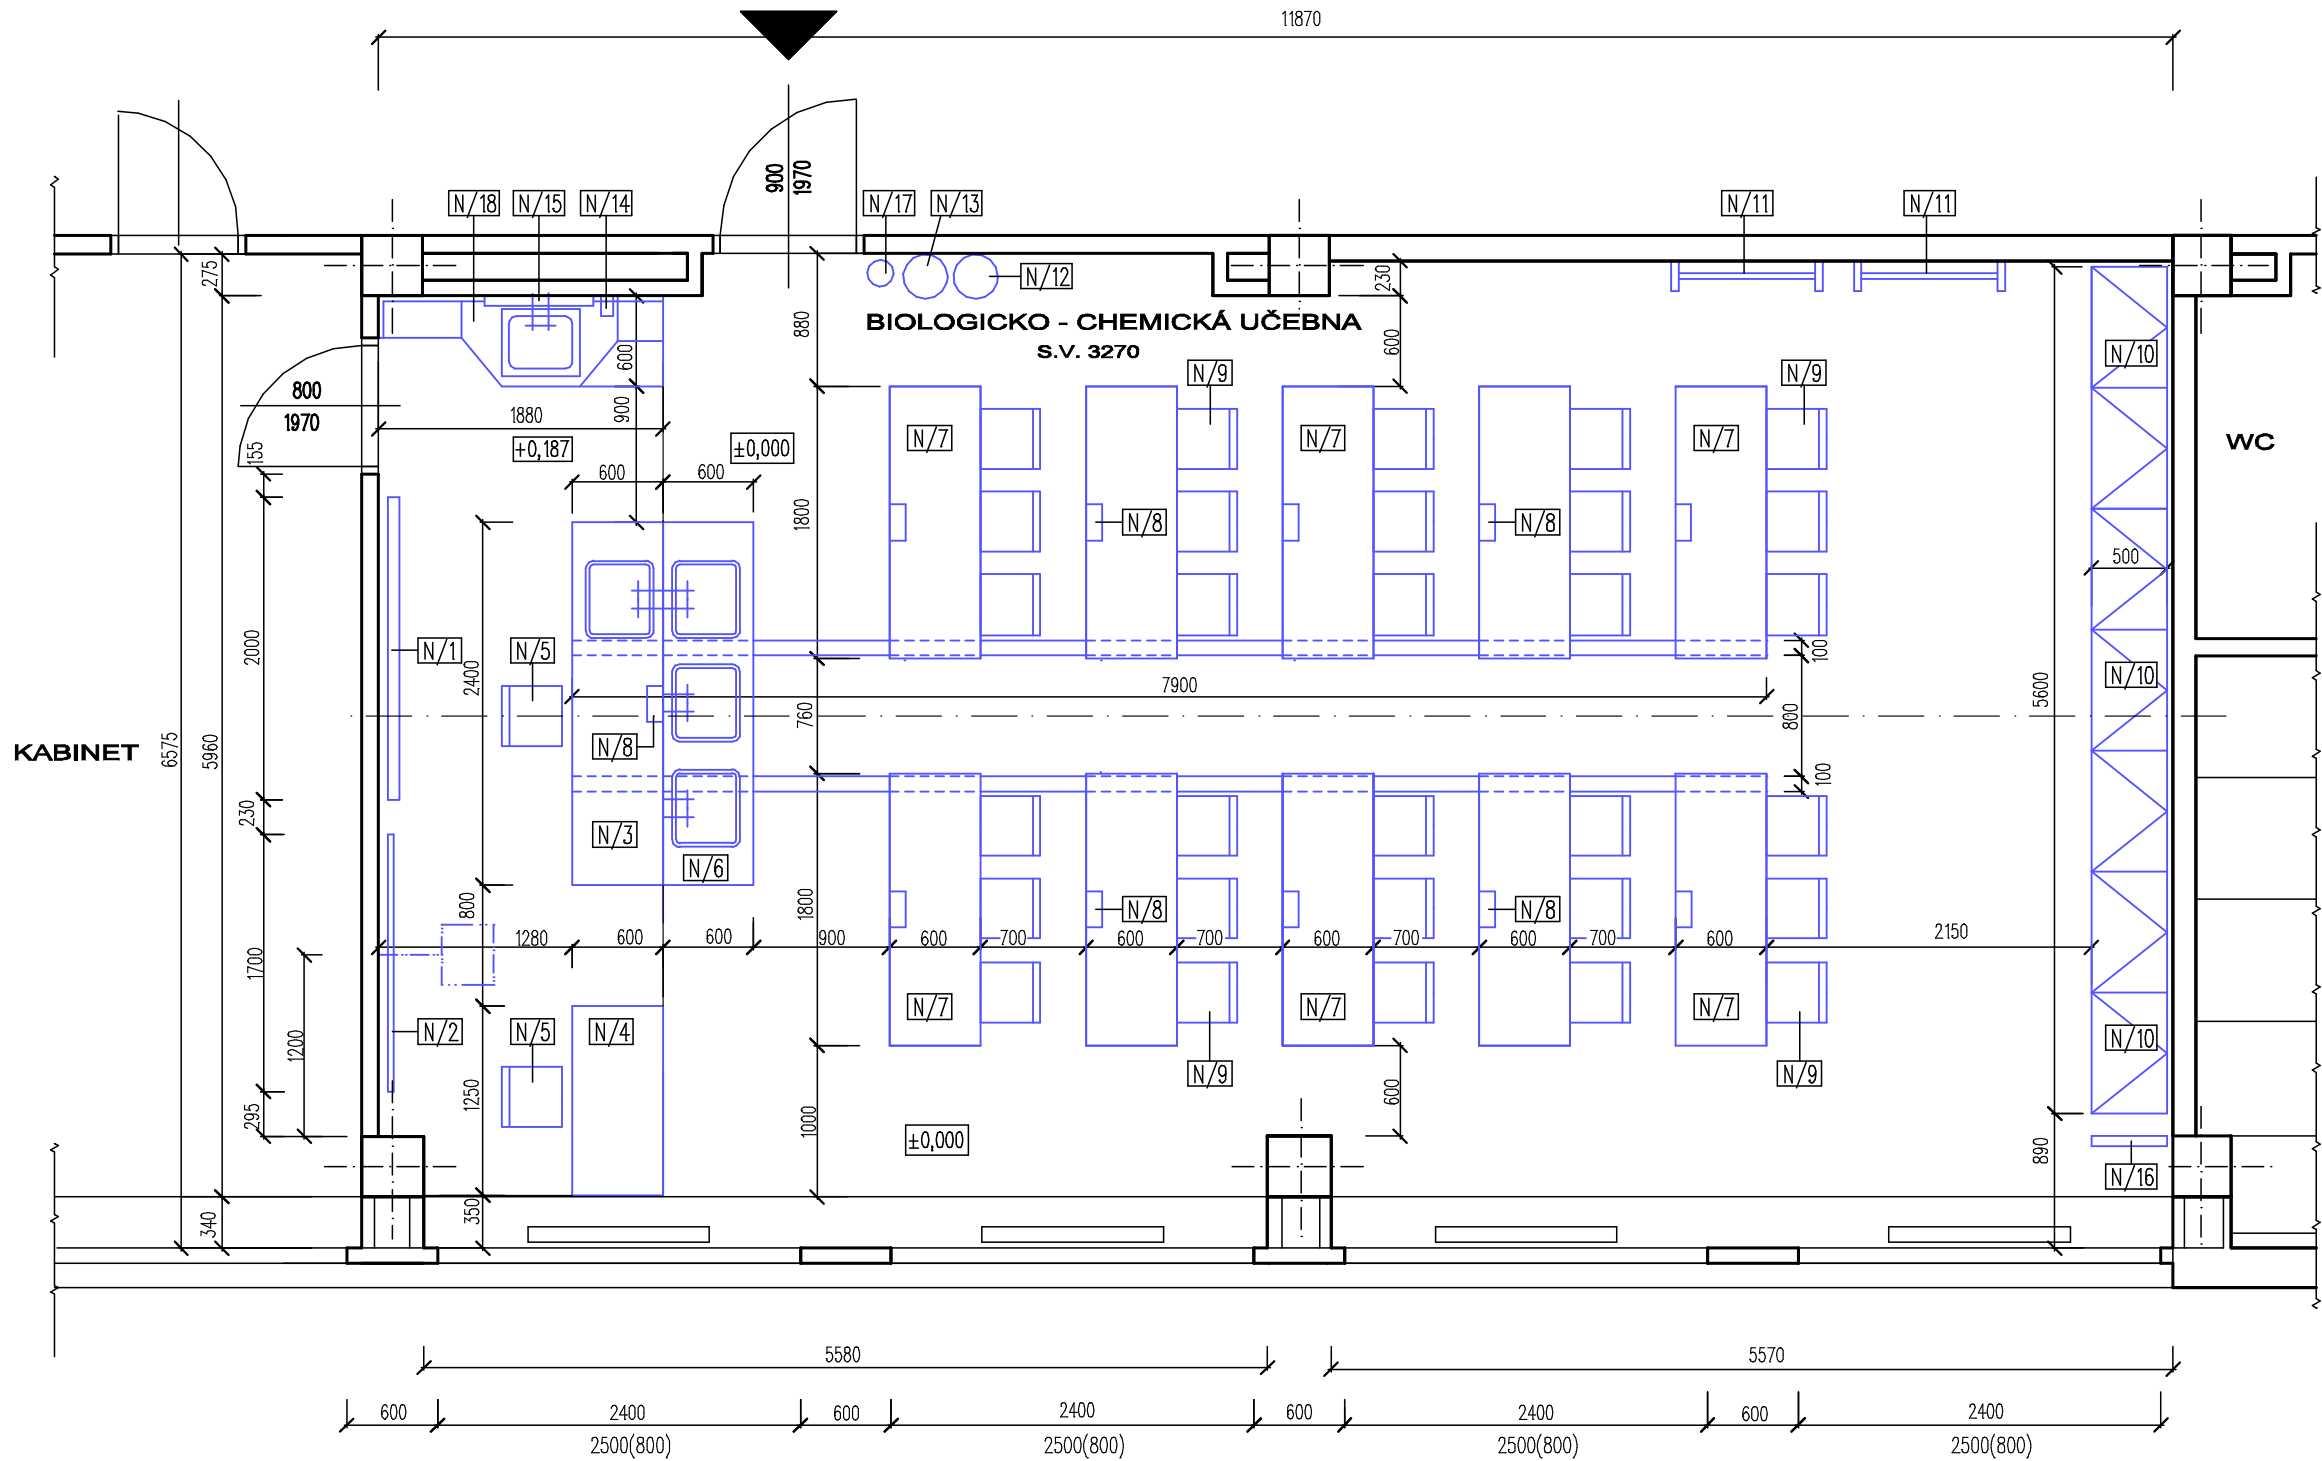 11870
900
1970
N/18
N/15
N/14
N/17
N/13
N/11
N/11
275
N/12
230
BIOLOGICKO - CHEMICKÁ UČEBNA
S.V. 3270
880
600
600
N/10
800
1970
1880
900
N/9
N/9
155
+0,187
±0,000
N/7
N/7
N/7
WC
600
600
1800
N/8
N/8
500
2000
N/1
N/5
2400
100
7900
N/10
5600
760
800
KABINET
6575
5960
N/8
100
230
N/3
N/6
800
1800
N/8
N/8
1280
600
600
900
600
700
600
700
600
700
600
700
600
2150
1700
N/7
N/7
N/7
1200
N/2
N/5
N/4
N/10
N/9
N/9
295
1250
1000
600
±0,000
890
N/16
340
350
5580
5570
600
2400
600
2400
600
2400
600
2400
2500(800)
2500(800)
2500(800)
2500(800)